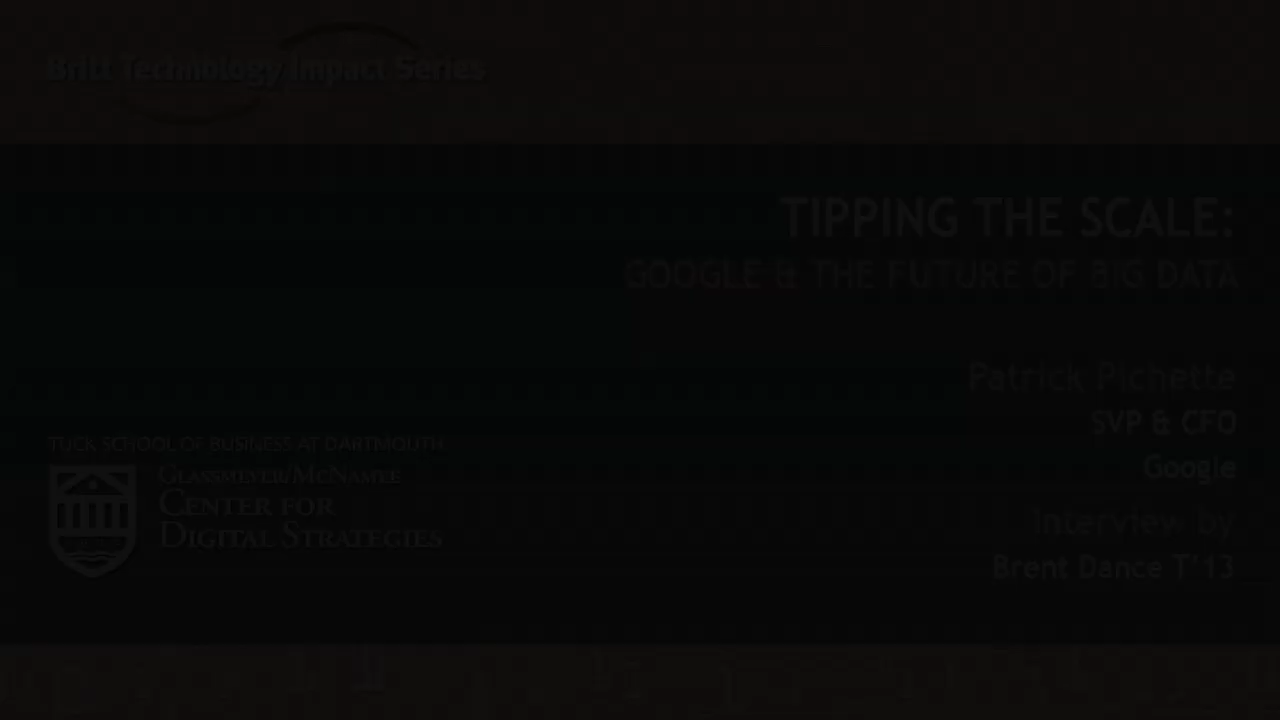 Britt Technology Impact Series
TIPPING THE SCALE:
GOOGLE & THE FUTURE OF BIG DATA
Patrick Pichette
SVP & CFO
Google
Interview by
Brent Dance T'13
TUCK SCHOOL OF BUSINESS AT DARTMOUTH
GLASSMEYER/MCNAMEE
CENTER FOR
DIGITAL STRATEGIES